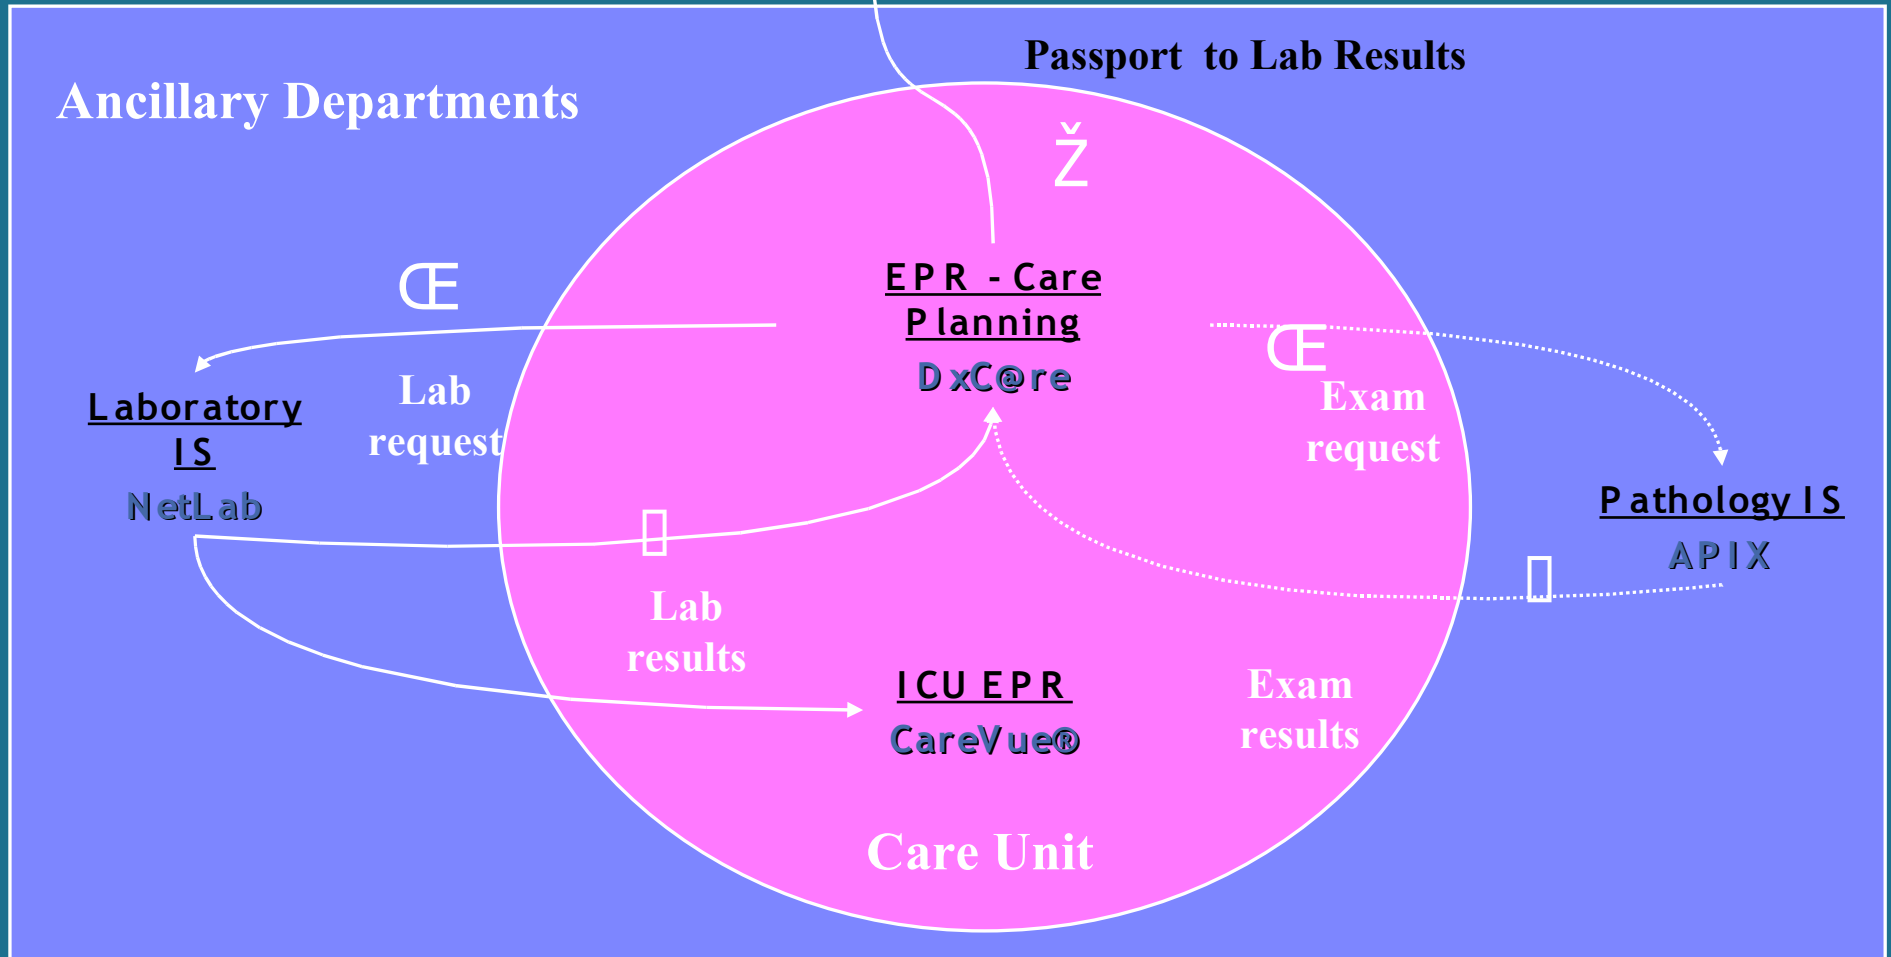 Passport to Lab Results
Ancillary Departments
Ž
Œ
EPR - Care
Planning
DxC@re
Œ
Lab
request
Exam
request
Laboratory
IS
NetLab
Pathology IS
APIX
Lab
results
ICU EPR
CareVue®
Exam
results
Care Unit